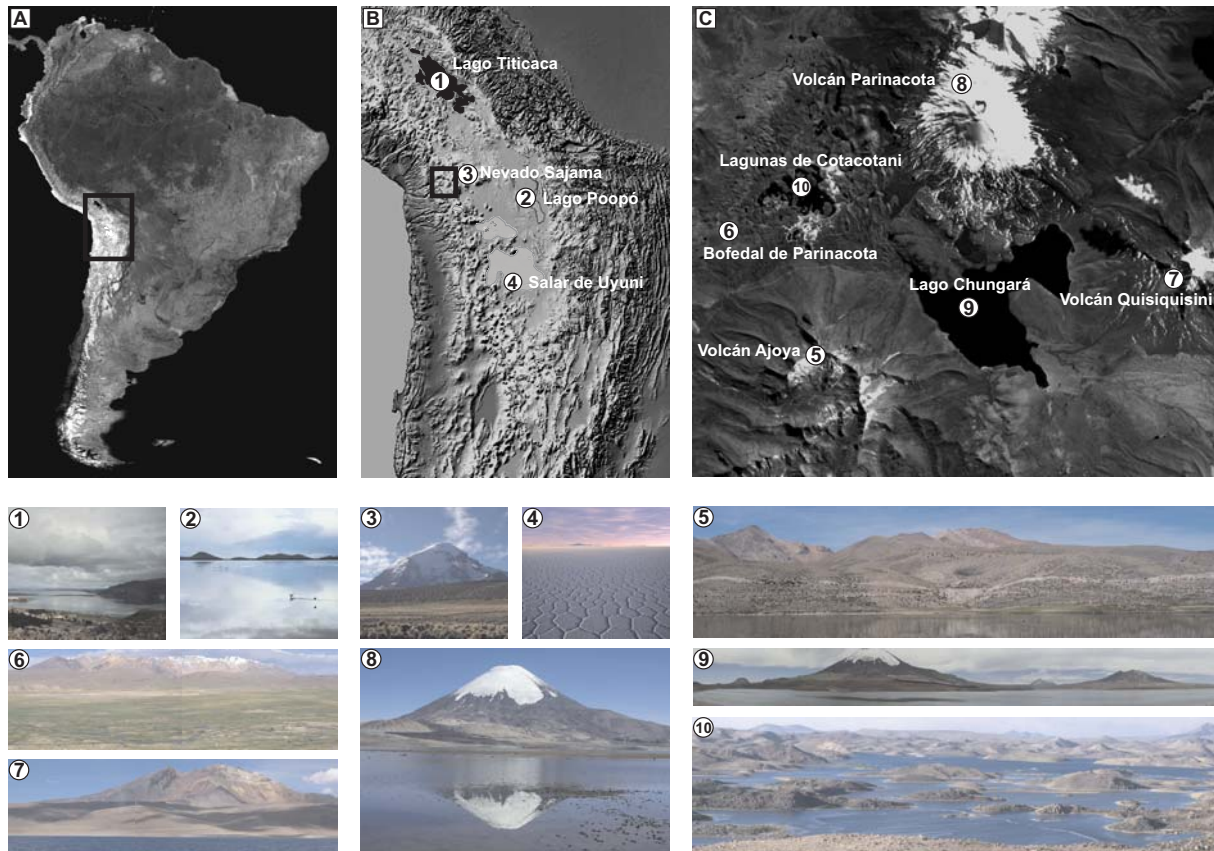 A
B
C
Lago Titicaca
1
Volcán Parinacota
8
3
Nevado Sajama
Lagunas de Cotacotani
10
2
Lago Poopó
6
Bofedal de Parinacota
4
Salar de Uyuni
Lago Chungará
9
7
Volcán Quisiquisini
Volcán Ajoya
5
1
2
3
4
5
6
8
9
10
7